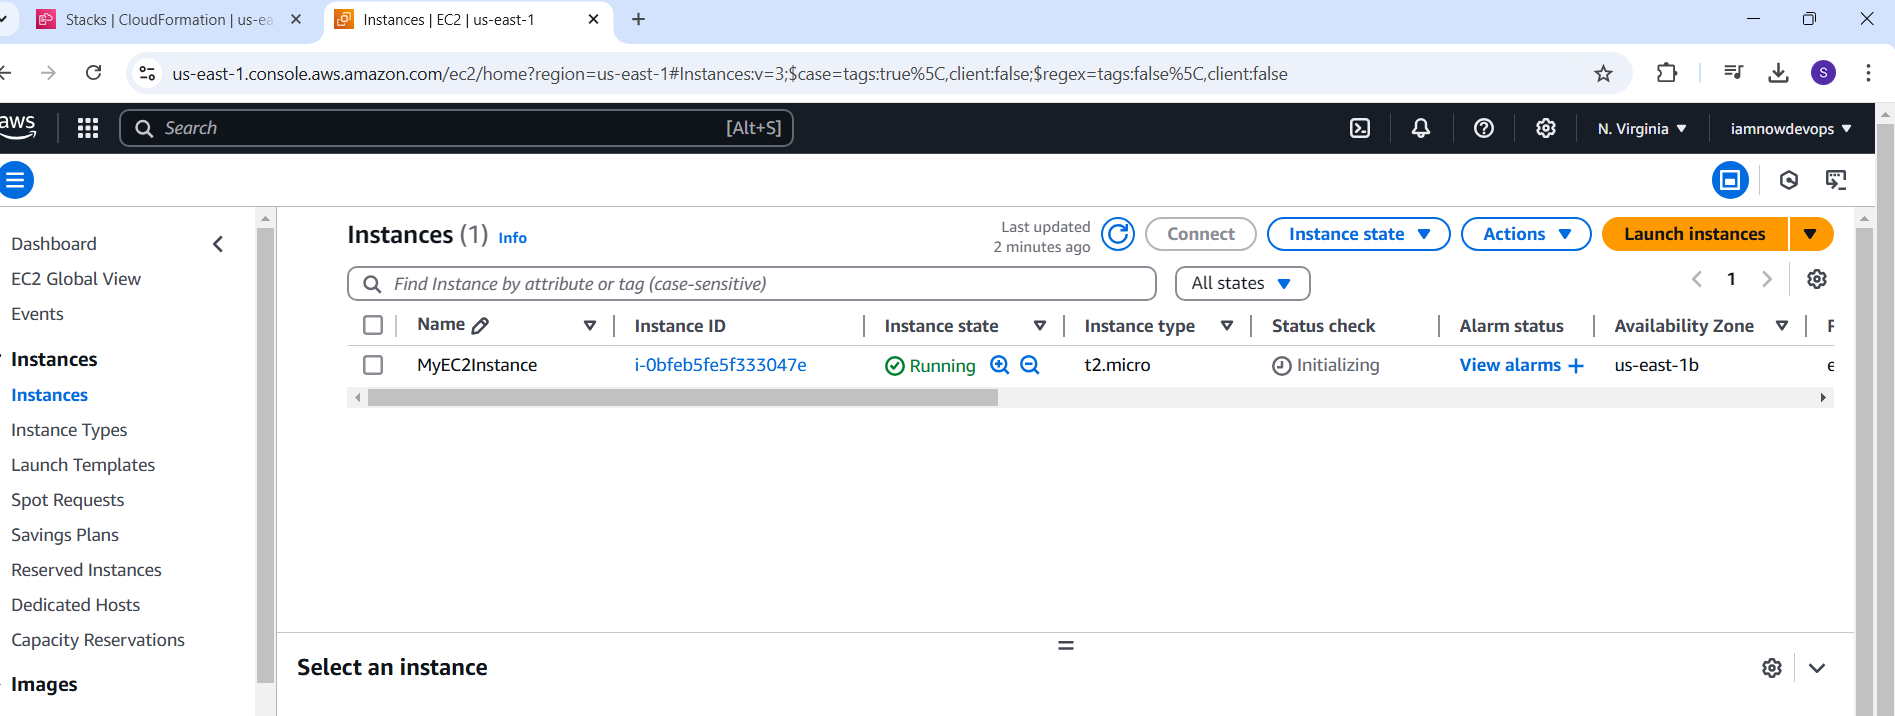 Stacks | CloudFormation | us-ea
Instances | EC2 | us-east-1
us-east-1.console.aws.amazon.com/ec2/home?region=us-east-1#Instances:v=3;$case=tags:true%5C,client:false;$regex=tags:false%5C,client:false
S
aws
Search
[Alt+S]
N. Virginia
iamnowdevops
Dashboard
EC2 Global View
Events
Instances
Instances
Instance Types
Launch Templates
Spot Requests
Savings Plans
Reserved Instances
Dedicated Hosts
Capacity Reservations
Images
Instances (1) Info
Last updated
2 minutes ago
Connect
Instance state
Actions
Launch instances
Find Instance by attribute or tag (case-sensitive)
All states
1
Name Instance ID Instance state Instance type Status check Alarm status Availability Zone
MyEC2Instance i-0bfeb5fe5f333047e Running t2.micro Initializing View alarms + us-east-1b
Select an instance